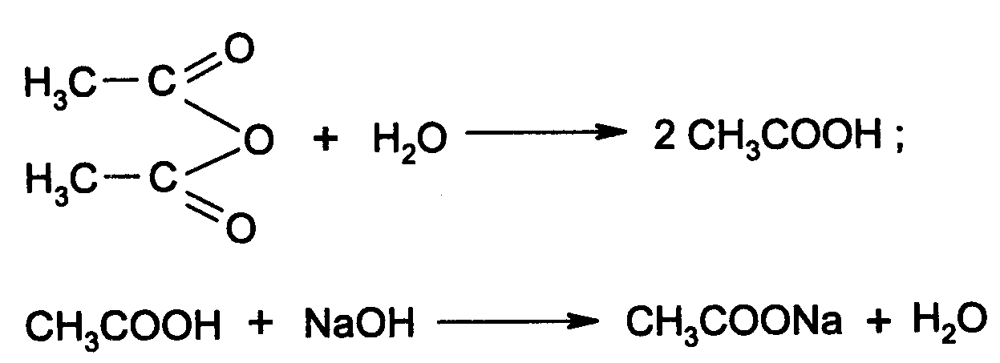 H₃C—C=O
O + H₂O ⟶ 2 CH₃COOH ;
H₃C—C=O
CH₃COOH + NaOH ⟶ CH₃COONa + H₂O